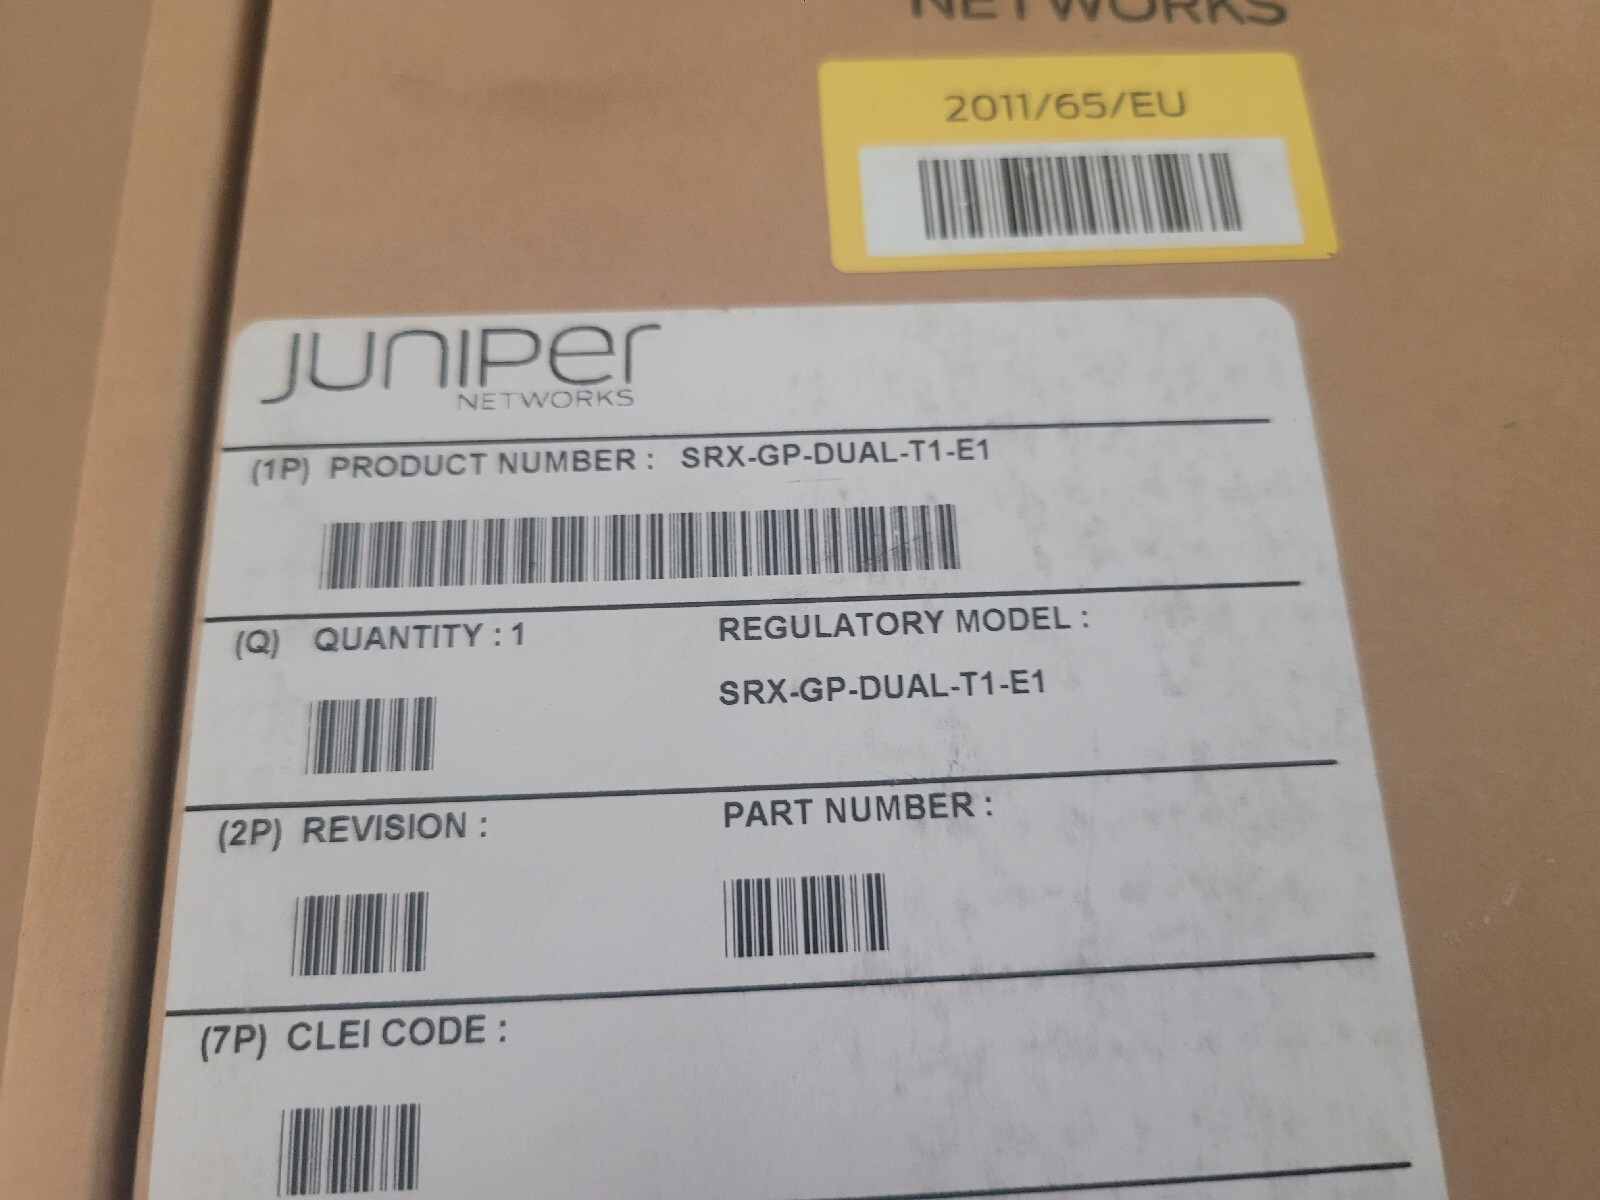 NETWORKS
2011/65/EU
JUNIPer
NETWORKS
(1P) PRODUCT NUMBER : SRX-GP-DUAL-T1-E1
(Q) QUANTITY : 1
REGULATORY MODEL :
SRX-GP-DUAL-T1-E1
(2P) REVISION :
PART NUMBER :
(7P) CLEI CODE :